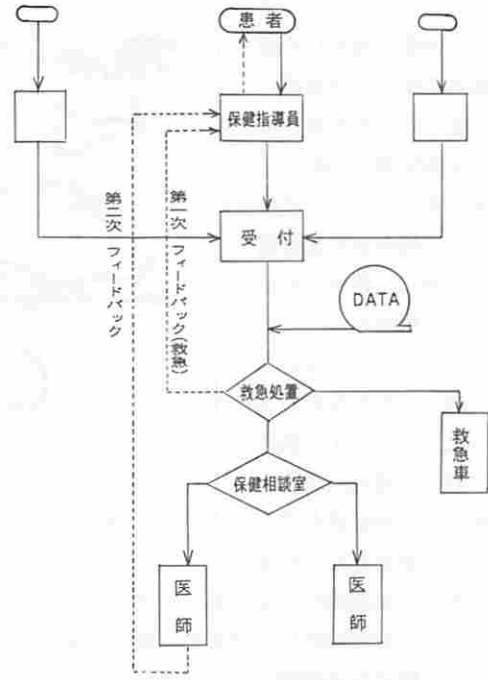 患者
保健指導員
第二次 フィードバック
第一次 フィードバック(救急)
受付
DATA
救急処置
救急車
保健相談室
医師
医師